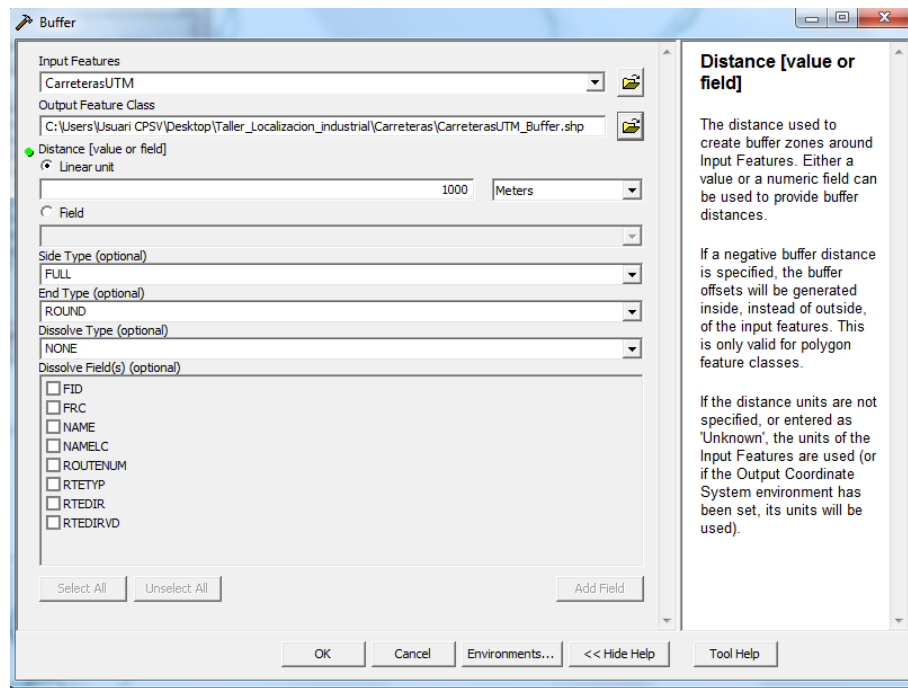 Buffer
Input Features
CarreterasUTM
Output Feature Class
C:\Users\Usuari CPSV\Desktop\Taller_Localizacion_industrial\Carreteras\CarreterasUTM_Buffer.shp
Distance [value or field]
Linear unit
1000 Meters
Field
Side Type (optional)
FULL
End Type (optional)
ROUND
Dissolve Type (optional)
NONE
Dissolve Field(s) (optional)
FID
FRC
NAME
NAMELC
ROUTENUM
RTETYP
RTEDIR
RTEDIRVD
Select All Unselect All Add Field
OK Cancel Environments... << Hide Help Tool Help
Distance [value or
field]
The distance used to
create buffer zones around
Input Features. Either a
value or a numeric field can
be used to provide buffer
distances.
If a negative buffer distance
is specified, the buffer
offsets will be generated
inside, instead of outside,
of the input features. This
is only valid for polygon
feature classes.
If the distance units are not
specified, or entered as
'Unknown', the units of the
Input Features are used (or
if the Output Coordinate
System environment has
been set, its units will be
used).